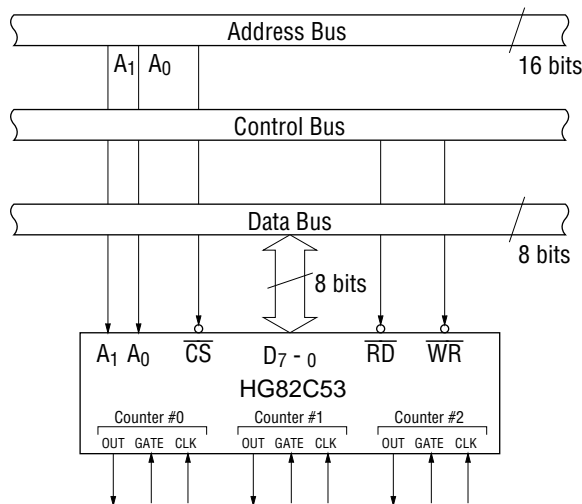 Address Bus
A1 A0
16 bits
Control Bus
Data Bus
8 bits
8 bits
A1 A0 CS D7 - 0 RD WR
HG82C53
Counter #0 Counter #1 Counter #2
OUT GATE CLK OUT GATE CLK OUT GATE CLK